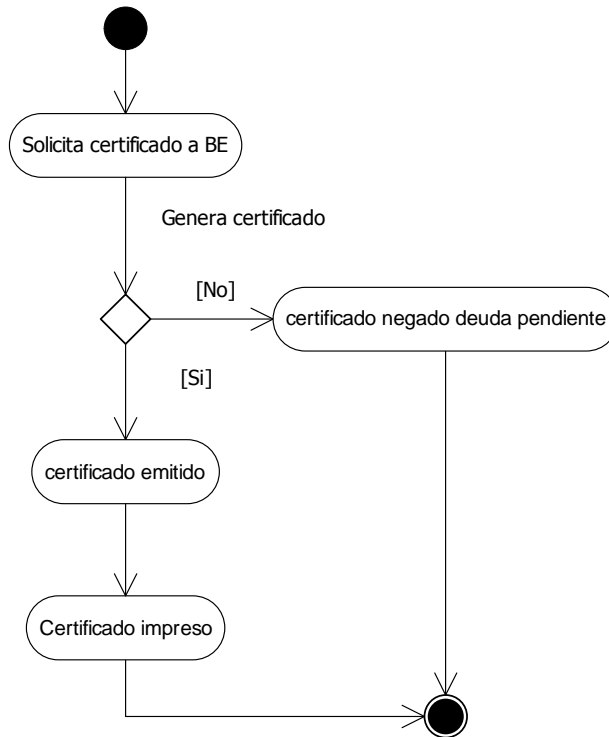 Solicita certificado a BE
Genera certificado
[No]
certificado negado deuda pendiente
[Si]
certificado emitido
Certificado impreso